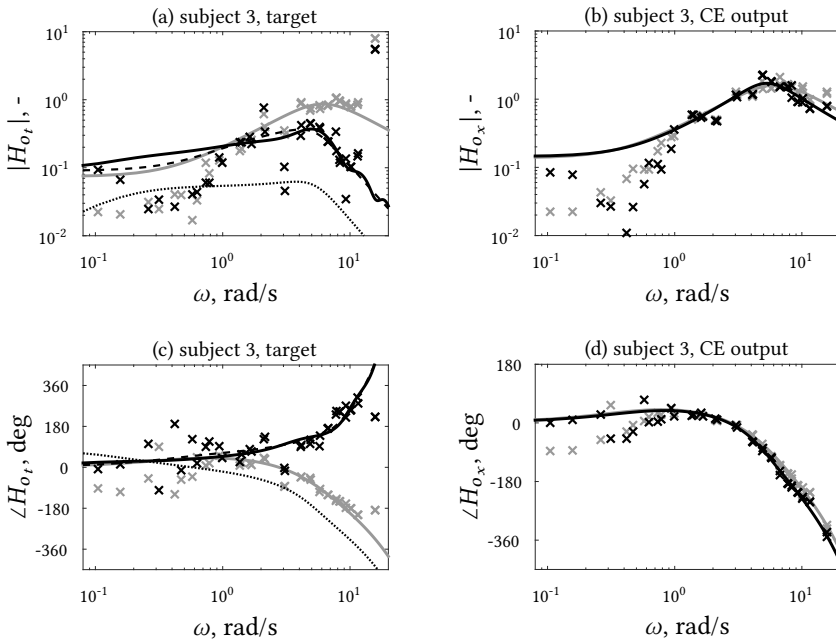 (a) subject 3, target
(b) subject 3, CE output
|H_{o_t}|, -
10^1
10^0
10^{-1}
10^{-2}
10^{-1}
10^0
10^1
ω, rad/s
|H_{o_x}|, -
10^1
10^0
10^{-1}
10^{-2}
10^{-1}
10^0
10^1
ω, rad/s
(c) subject 3, target
(d) subject 3, CE output
∠H_{o_t}, deg
360
180
0
-180
-360
10^{-1}
10^0
10^1
ω, rad/s
∠H_{o_x}, deg
180
0
-180
-360
10^{-1}
10^0
10^1
ω, rad/s